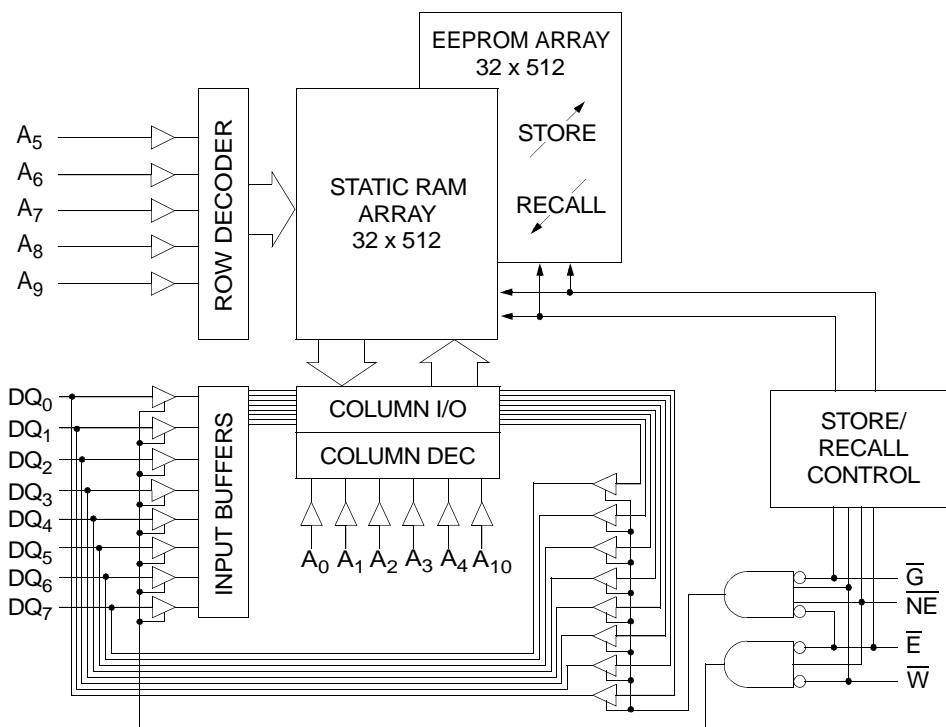 EEPROM ARRAY
32 x 512
STORE
RECALL
STATIC RAM
ARRAY
32 x 512
A5
A6
A7
A8
A9
ROW DECODER
DQ0
DQ1
DQ2
DQ3
DQ4
DQ5
DQ6
DQ7
INPUT BUFFERS
COLUMN I/O
COLUMN DEC
A0 A1 A2 A3 A4 A10
STORE/
RECALL
CONTROL
G̅
N̅E̅
E̅
W̅